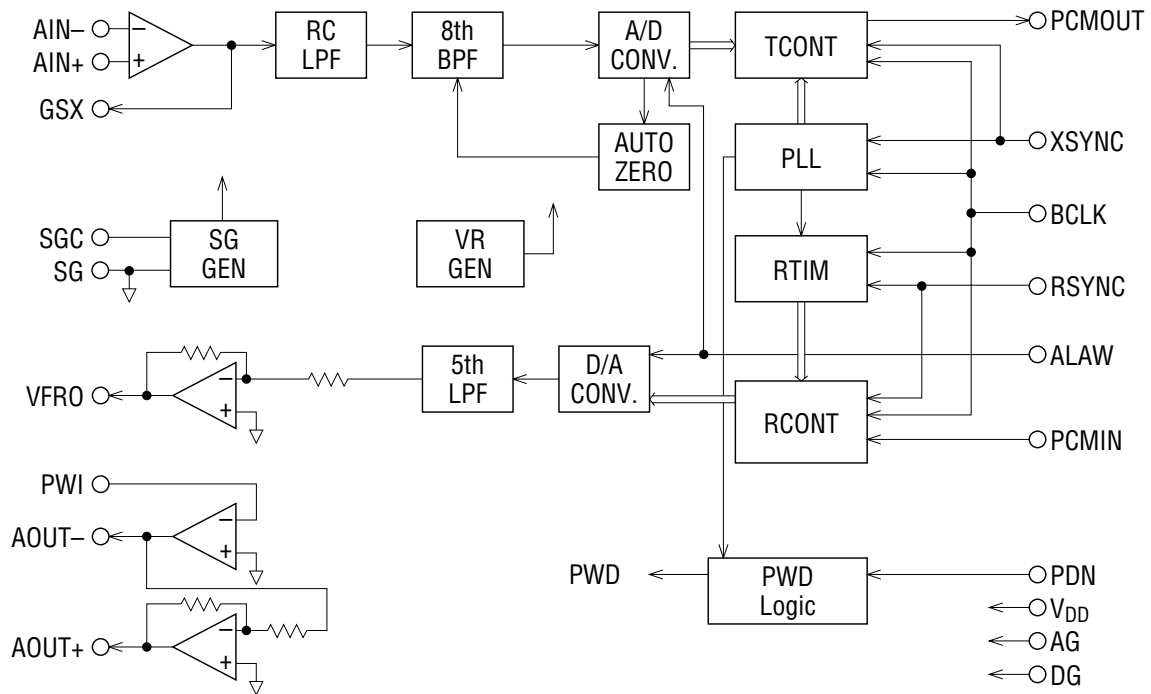 AIN–
–
AIN+
+
GSX
RC
LPF
8th
BPF
A/D
CONV.
TCONT
PCMOUT
AUTO
ZERO
PLL
XSYNC
BCLK
SGC
SG
SG
GEN
VR
GEN
RTIM
RSYNC
ALAW
VFRO
–
+
5th
LPF
D/A
CONV.
RCONT
PCMIN
PWI
AOUT–
–
+
AOUT+
–
+
PWD
PWD
Logic
PDN
VDD
AG
DG